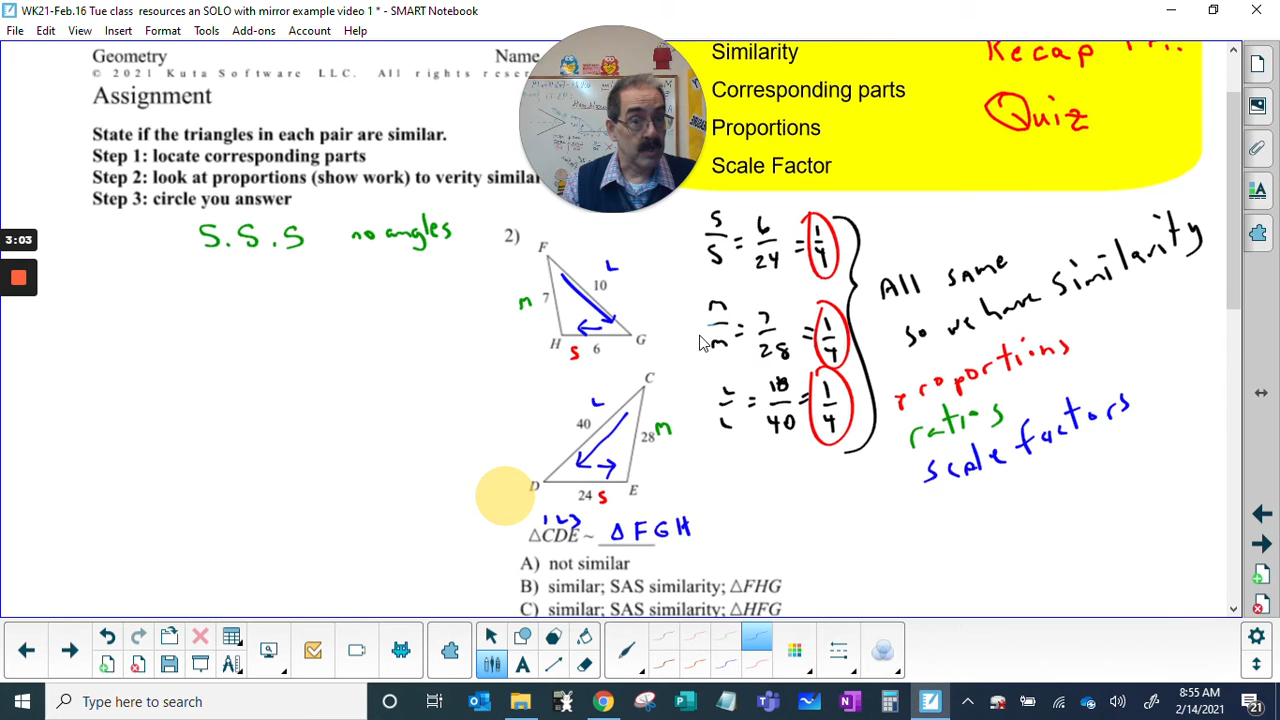 WK21-Feb.16 Tue class resources an SOLO with mirror example video 1 * - SMART Notebook
File Edit View Insert Format Tools Add-ons Account Help
Geometry
Name
© 2021 Kuta Software LLC. All rights rese
Assignment
State if the triangles in each pair are similar.
Step 1: locate corresponding parts
Step 2: look at proportions (show work) to verity similar
Step 3: circle you answer
Similarity
Corresponding parts
Proportions
Scale Factor
Recap
Quiz
3:03
S.S.S no angles
2)
F
L
10
m 7
H S 6 G
C
L
40
28 m
D 24 S E
1 2 3
△CDE ~ △FGH
A) not similar
B) similar; SAS similarity; △FHG
C) similar; SAS similarity; △HFG
S/S = 6/24 = 1/4
m/m = 7/28 = 1/4
L/L = 10/40 = 1/4
All same
so we have similarity
proportions
ratios
scale factors
Type here to search
8:55 AM
2/14/2021
21